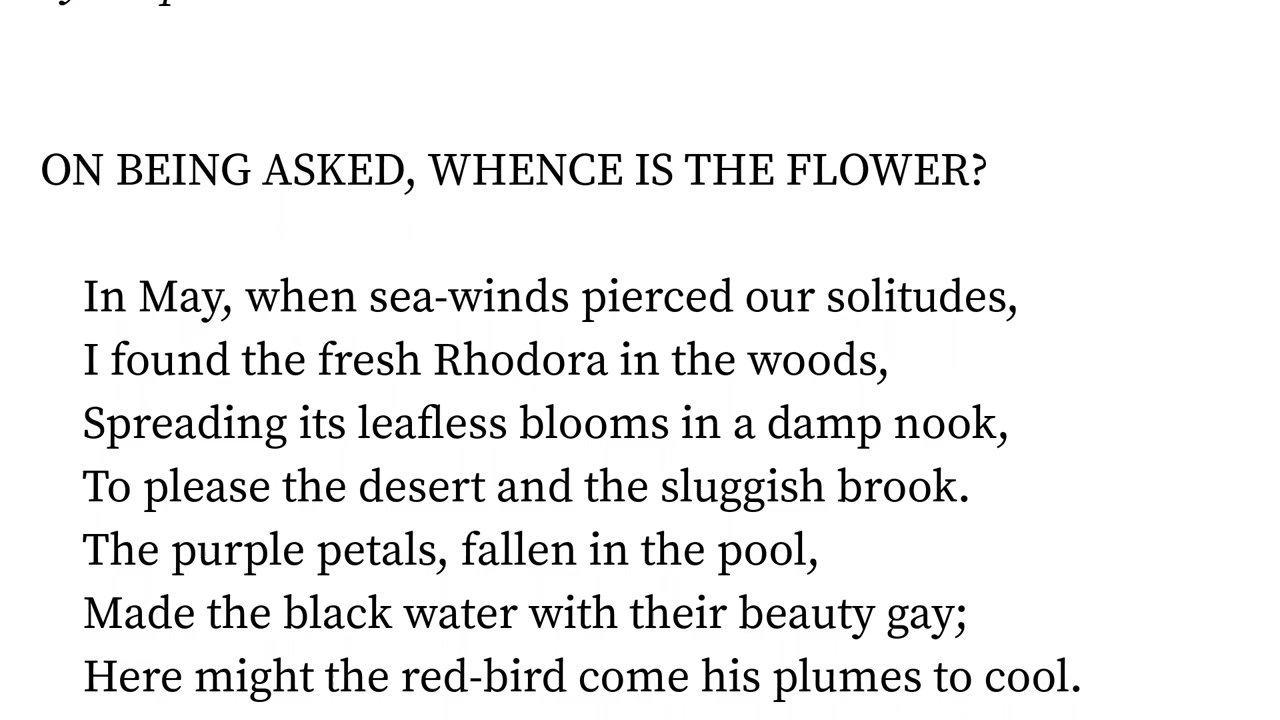 ON BEING ASKED, WHENCE IS THE FLOWER?
In May, when sea-winds pierced our solitudes,
I found the fresh Rhodora in the woods,
Spreading its leafless blooms in a damp nook,
To please the desert and the sluggish brook.
The purple petals, fallen in the pool,
Made the black water with their beauty gay;
Here might the red-bird come his plumes to cool.